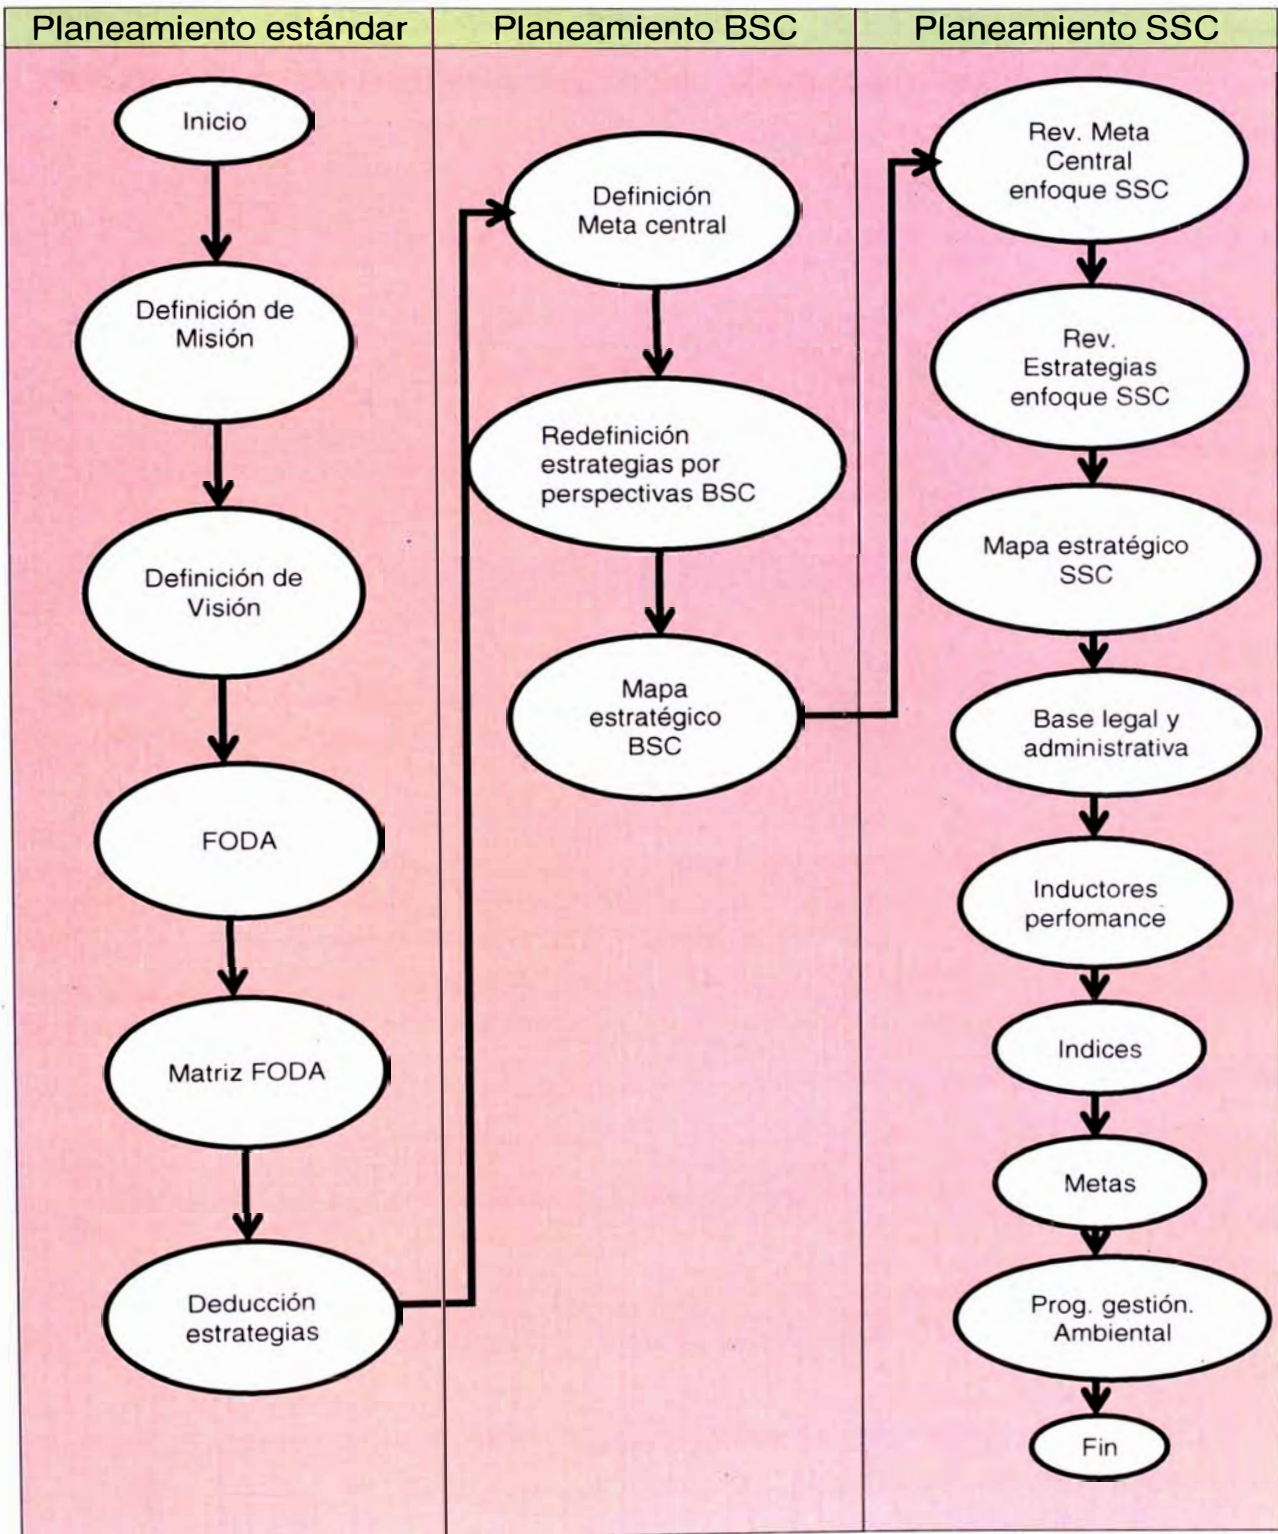 Planeamiento estándar
Inicio
Definición de
Misión
Definición de
Visión
FODA
Matriz FODA
Deducción
estrategias
Planeamiento BSC
Definición
Meta central
Redefinición
estrategias por
perspectivas BSC
Mapa
estratégico
BSC
Planeamiento SSC
Rev. Meta
Central
enfoque SSC
Rev.
Estrategias
enfoque SSC
Mapa estratégico
SSC
Base legal y
administrativa
Inductores
perfomance
Indices
Metas
Prog. gestión.
Ambiental
Fin